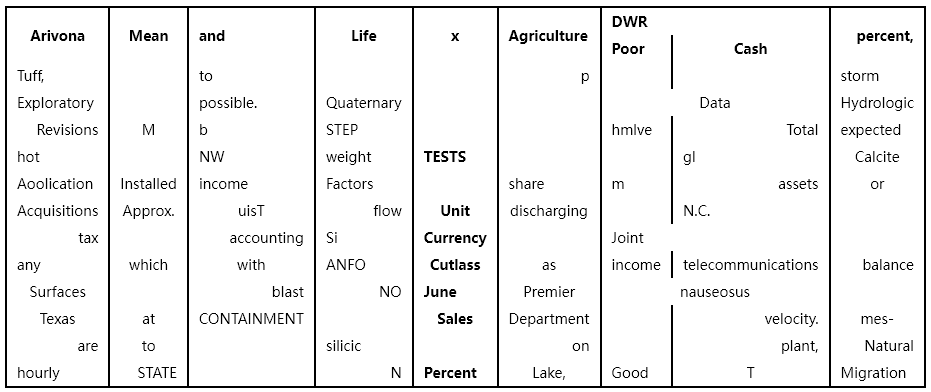 DWR
Arivona Mean and Life x Agriculture Poor Cash percent,
Tuff, to p storm
Exploratory possible. Quaternary Data Hydrologic
Revisions M b STEP hmlve Total expected
hot NW weight TESTS gl Calcite
Aoolication Installed income Factors share m assets or
Acquisitions Approx. uisT flow Unit discharging N.C.
tax accounting Si Currency Joint
any which with ANFO Cutlass as income telecommunications balance
Surfaces blast NO June Premier nauseosus
Texas at CONTAINMENT Sales Department velocity. mes-
are to silicic on plant, Natural
hourly STATE N Percent Lake, Good T Migration